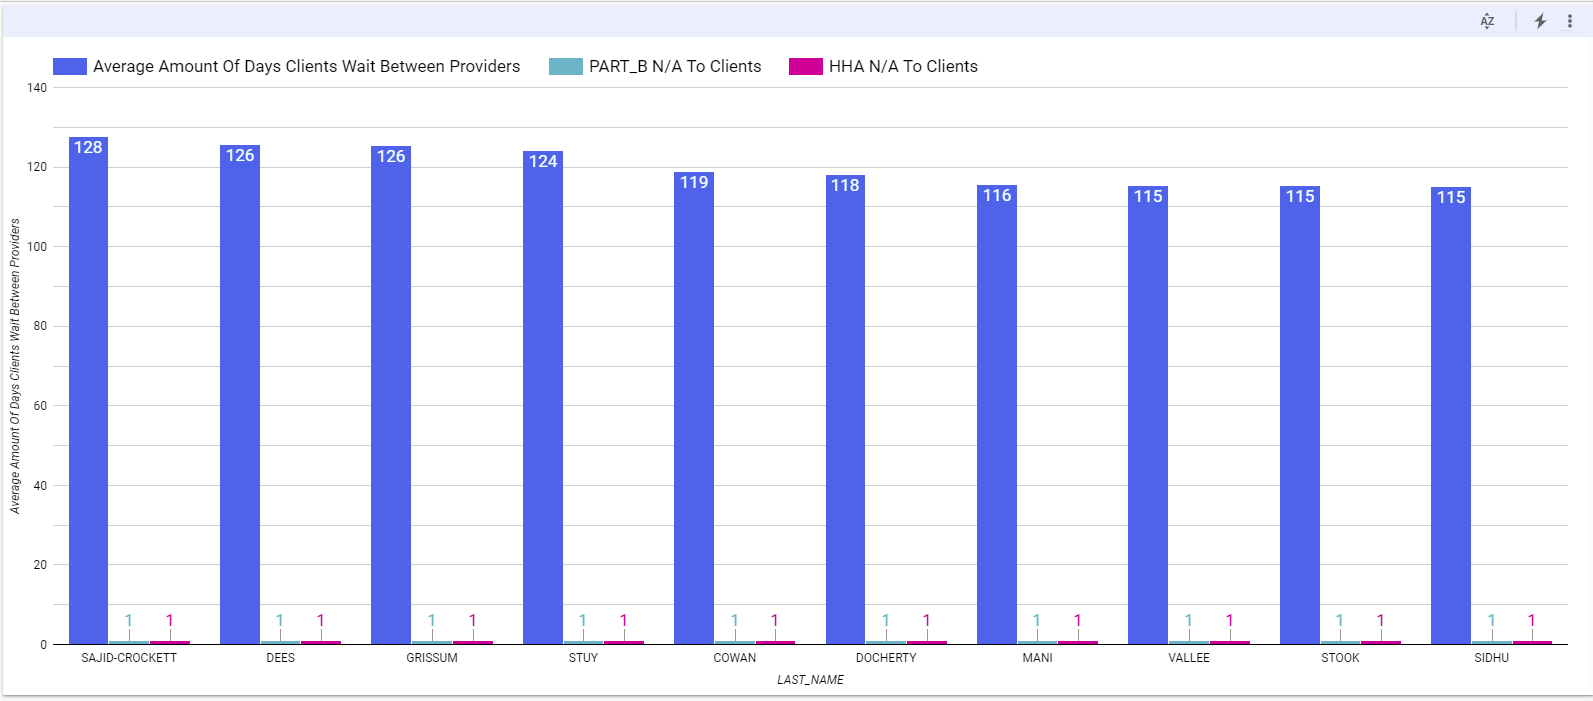 AZ
Average Amount Of Days Clients Wait Between Providers PART_B N/A To Clients HHA N/A To Clients
140
120
100
80
60
40
20
0
Average Amount Of Days Clients Wait Between Providers
128 126 126 124 119 118 116 115 115 115
1 1 1 1 1 1 1 1 1 1 1 1 1 1 1 1 1 1 1 1
SAJID-CROCKETT DEES GRISSUM STUY COWAN DOCHERTY MANI VALLEE STOOK SIDHU
LAST_NAME